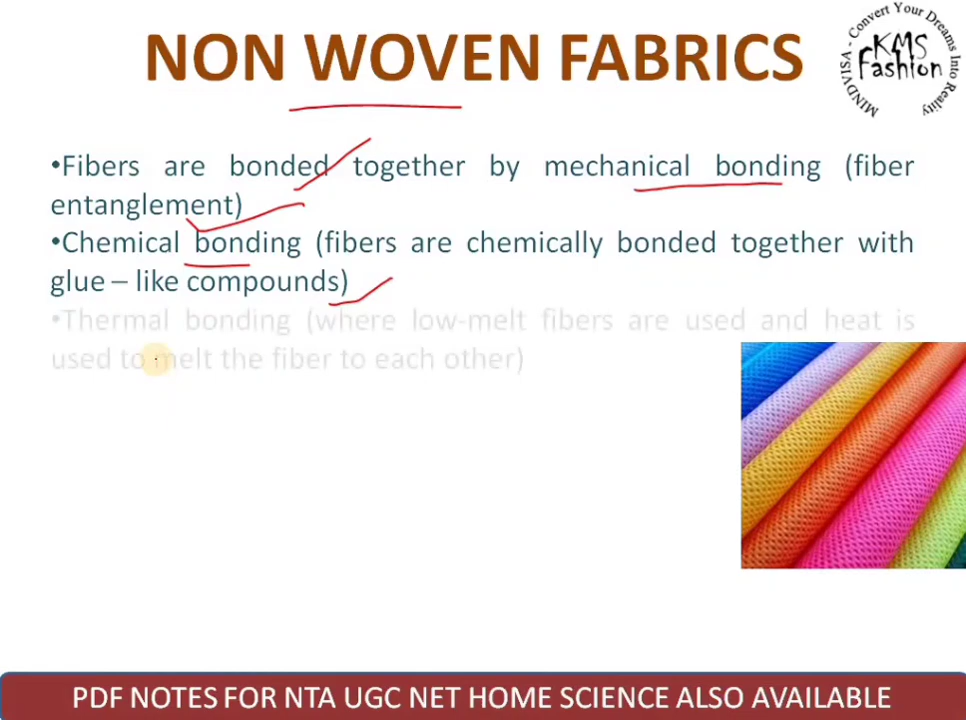 NON WOVEN FABRICS
MINDVISA - Convert Your Dreams Into Reality
KMS
Fashion
•Fibers are bonded together by mechanical bonding (fiber
entanglement)
•Chemical bonding (fibers are chemically bonded together with
glue – like compounds)
•Thermal bonding (where low-melt fibers are used and heat is
used to melt the fiber to each other)
PDF NOTES FOR NTA UGC NET HOME SCIENCE ALSO AVAILABLE